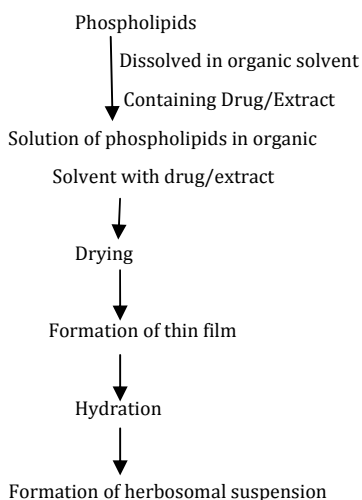 Phospholipids
Dissolved in organic solvent
Containing Drug/Extract
Solution of phospholipids in organic
Solvent with drug/extract
Drying
Formation of thin film
Hydration
Formation of herbosomal suspension